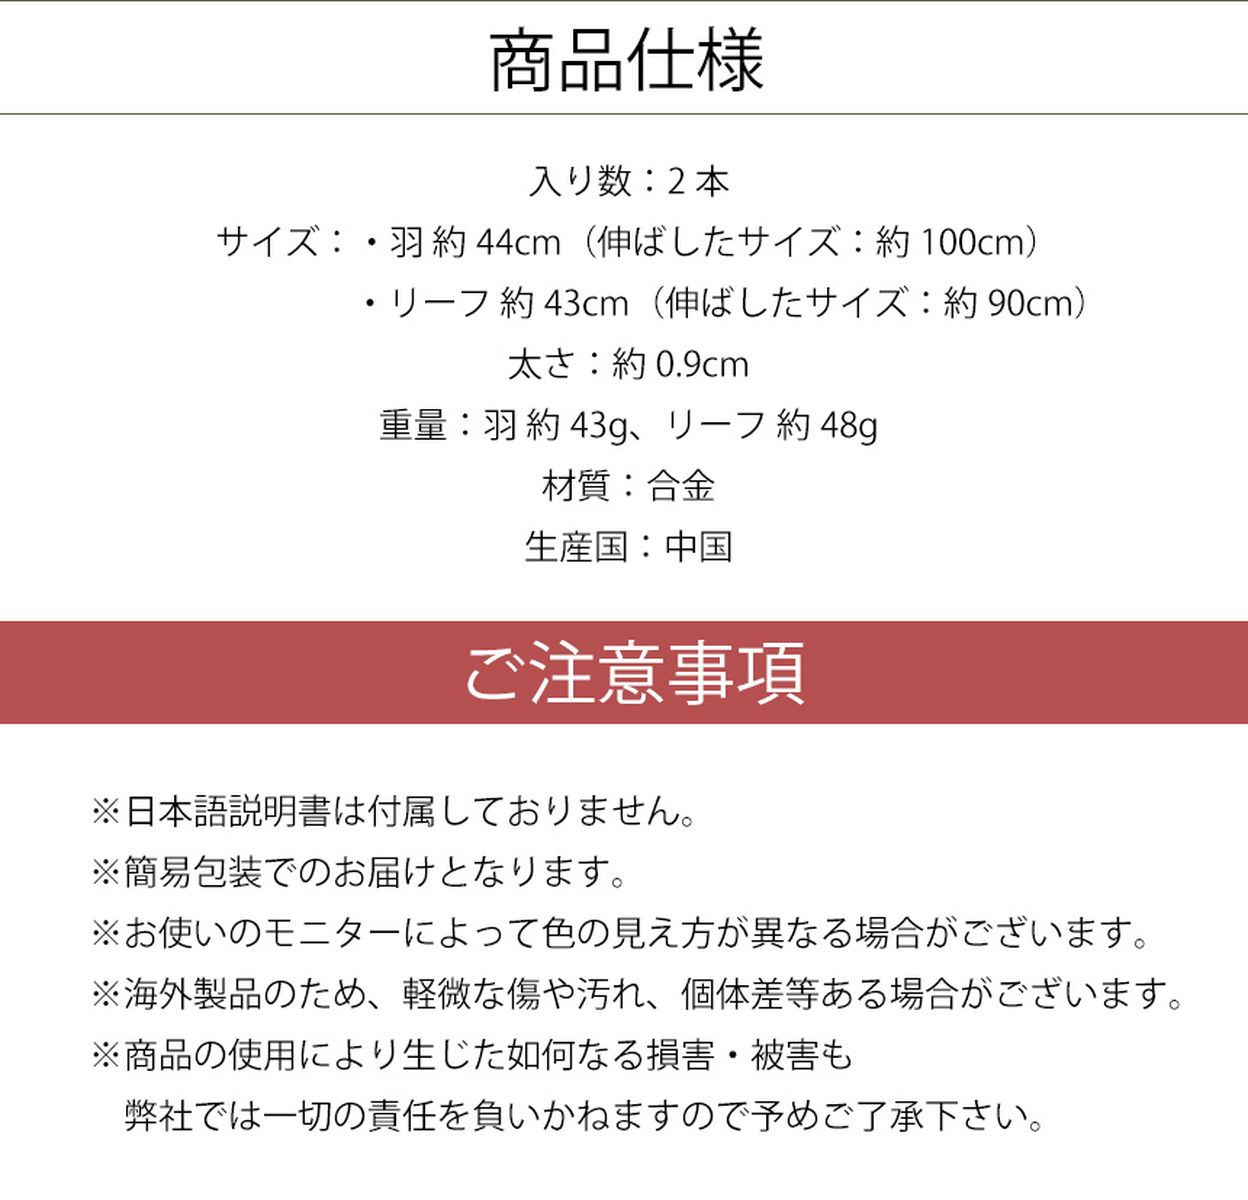 商品仕様
入り数：2 本
サイズ：・羽 約 44cm（伸ばしたサイズ：約 100cm）
・リーフ 約 43cm（伸ばしたサイズ：約 90cm）
太さ：約 0.9cm
重量：羽 約 43g、リーフ 約 48g
材質：合金
生産国：中国
ご注意事項
※日本語説明書は付属しておりません。
※簡易包装でのお届けとなります。
※お使いのモニターによって色の見え方が異なる場合がございます。
※海外製品のため、軽微な傷や汚れ、個体差等ある場合がございます。
※商品の使用により生じた如何なる損害・被害も
弊社では一切の責任を負いかねますので予めご了承下さい。